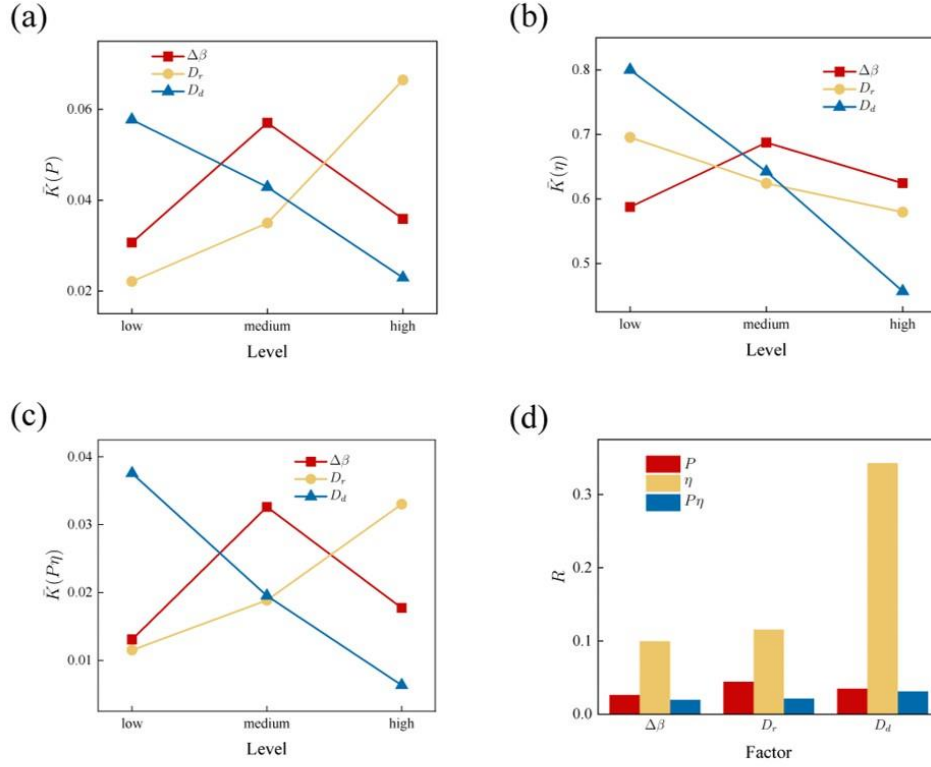 (a)
Δβ
D_r
D_d
0.06
0.04
0.02
K̄(P)
low medium high
Level
(b)
Δβ
D_r
D_d
0.8
0.7
0.6
0.5
K̄(η)
low medium high
Level
(c)
Δβ
D_r
D_d
0.04
0.03
0.02
0.01
K̄(Pη)
low medium high
Level
(d)
P
η
Pη
0.3
0.2
0.1
0.0
R
Δβ D_r D_d
Factor